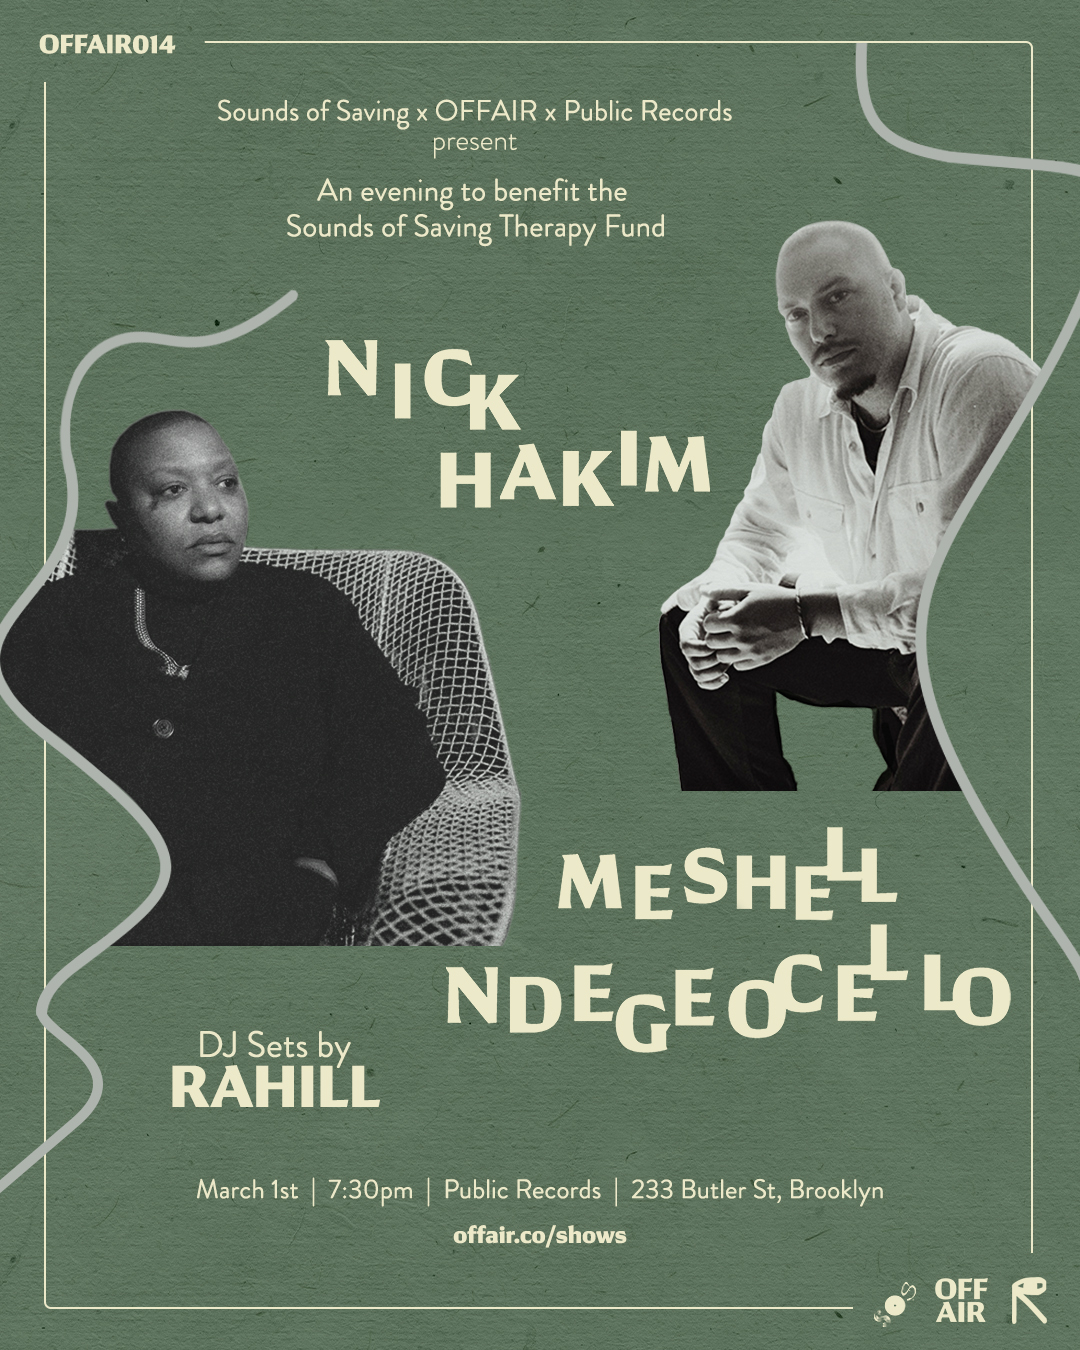 OFFAIR014
Sounds of Saving x OFFAIR x Public Records
present
An evening to benefit the
Sounds of Saving Therapy Fund
NICK
HAKIM
MESHELL
NDEGEOCELLO
DJ Sets by
RAHILL
March 1st | 7:30pm | Public Records | 233 Butler St, Brooklyn
offair.co/shows
OFF
AIR